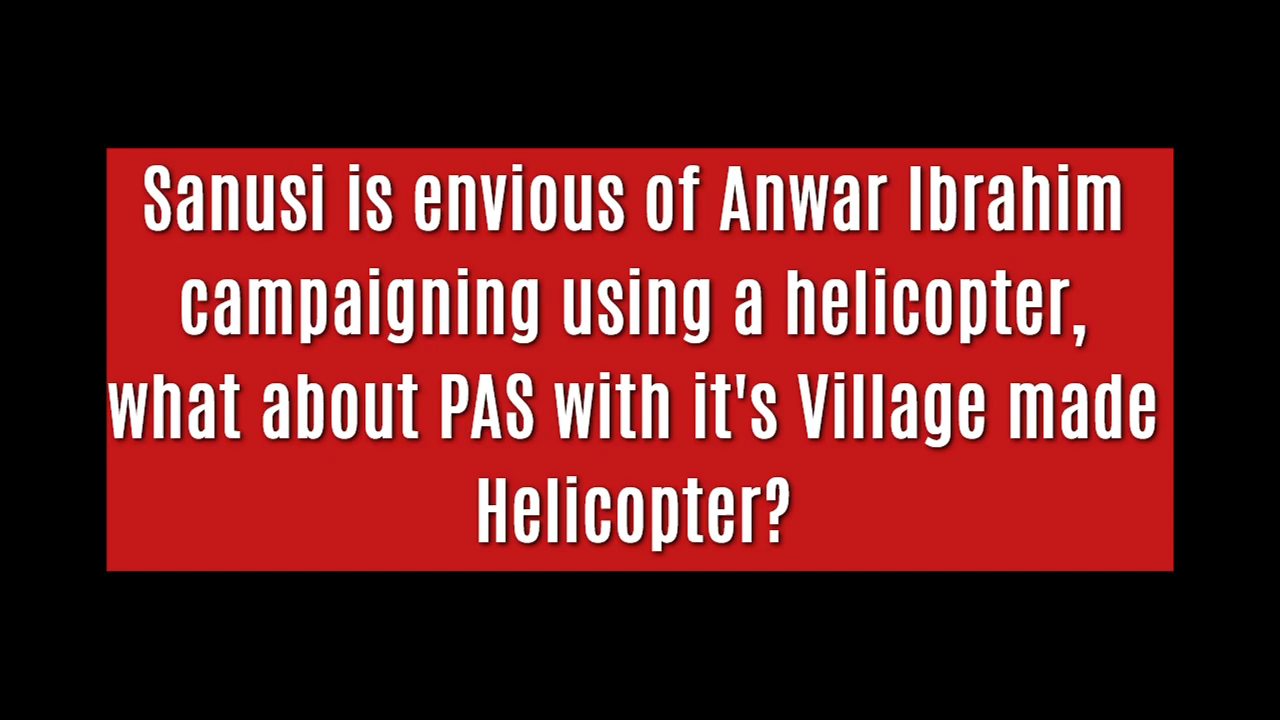 Sanusi is envious of Anwar Ibrahim
campaigning using a helicopter,
what about PAS with it's Village made
Helicopter?